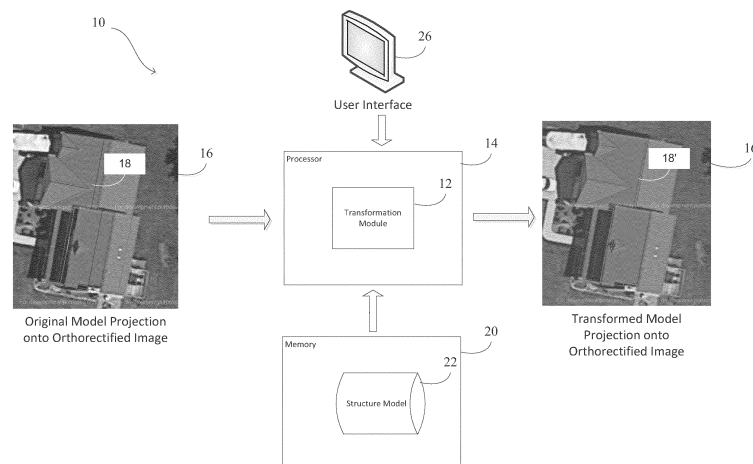 10
26
User Interface
18
16
Processor
14
12
Transformation
Module
18'
16
Original Model Projection
onto Orthorectified Image
Transformed Model
Projection onto
Orthorectified Image
Memory
20
22
Structure Model